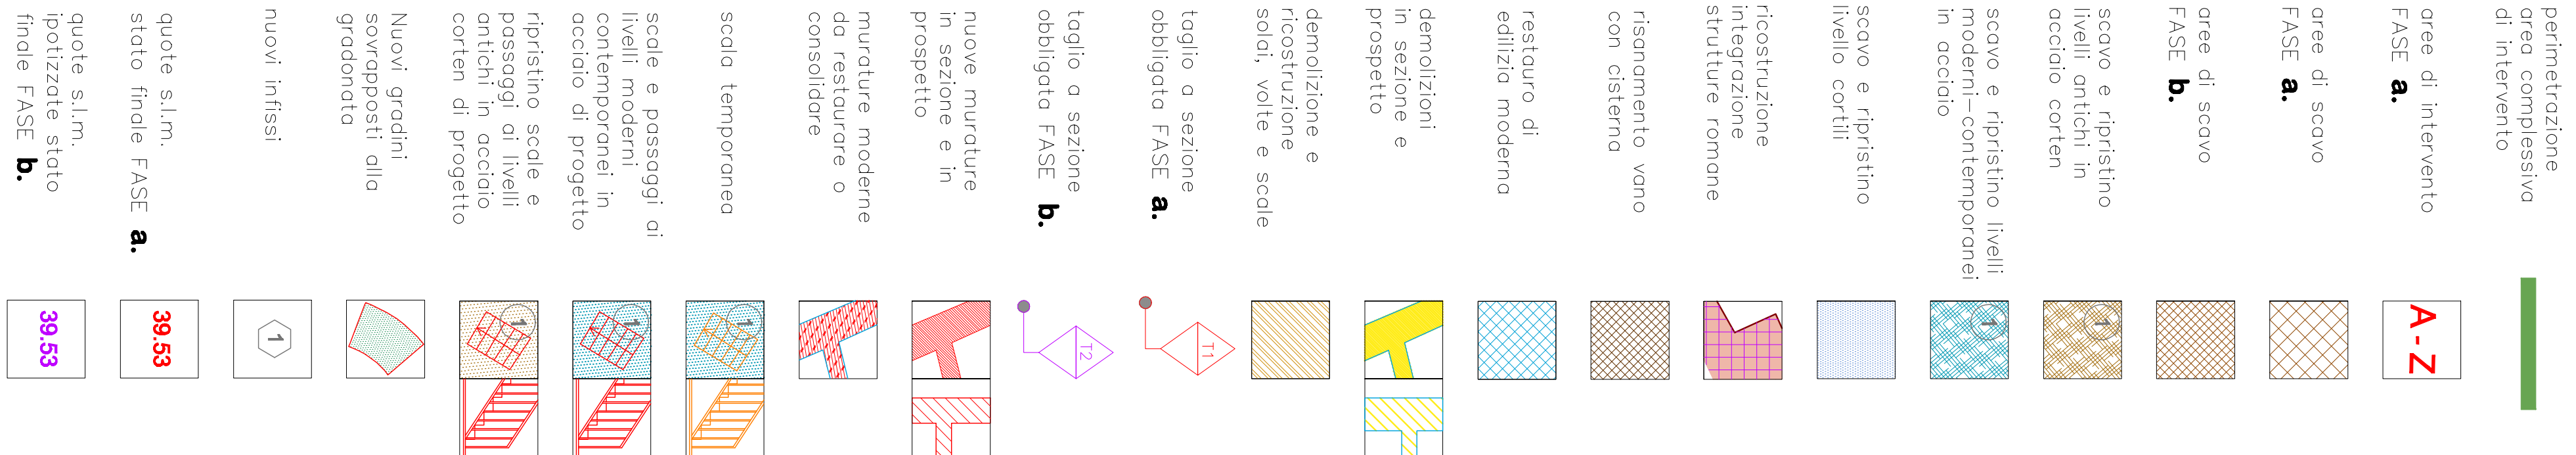 perimetrazione
area complessiva
di intervento
aree di intervento
FASE a.
A-Z
aree di scavo
FASE a.
aree di scavo
FASE b.
scavo e ripristino
livelli antichi in
acciaio corten
1
scavo e ripristino livelli
moderni-contemporanei
in acciaio
1
scavo e ripristino
livello cortili
ricostruzione
integrazione
strutture romane
risanamento vano
con cisterna
restauro di
edilizia moderna
demolizioni
in sezione e
prospetto
demolizione e
ricostruzione
solai, volte e scale
taglio a sezione
obbligata FASE a.
T1
taglio a sezione
obbligata FASE b.
T2
nuove murature
in sezione e in
prospetto
murature moderne
da restaurare o
consolidare
scala temporanea
1
scale e passaggi ai
livelli moderni
contemporanei in
acciaio di progetto
1
ripristino scale e
passaggi ai livelli
antichi in acciaio
corten di progetto
1
Nuovi gradini
sovrapposti alla
gradonata
nuovi infissi
1
quote s.l.m.
stato finale FASE a.
39.53
quote s.l.m.
ipotizzate stato
finale FASE b.
39.53